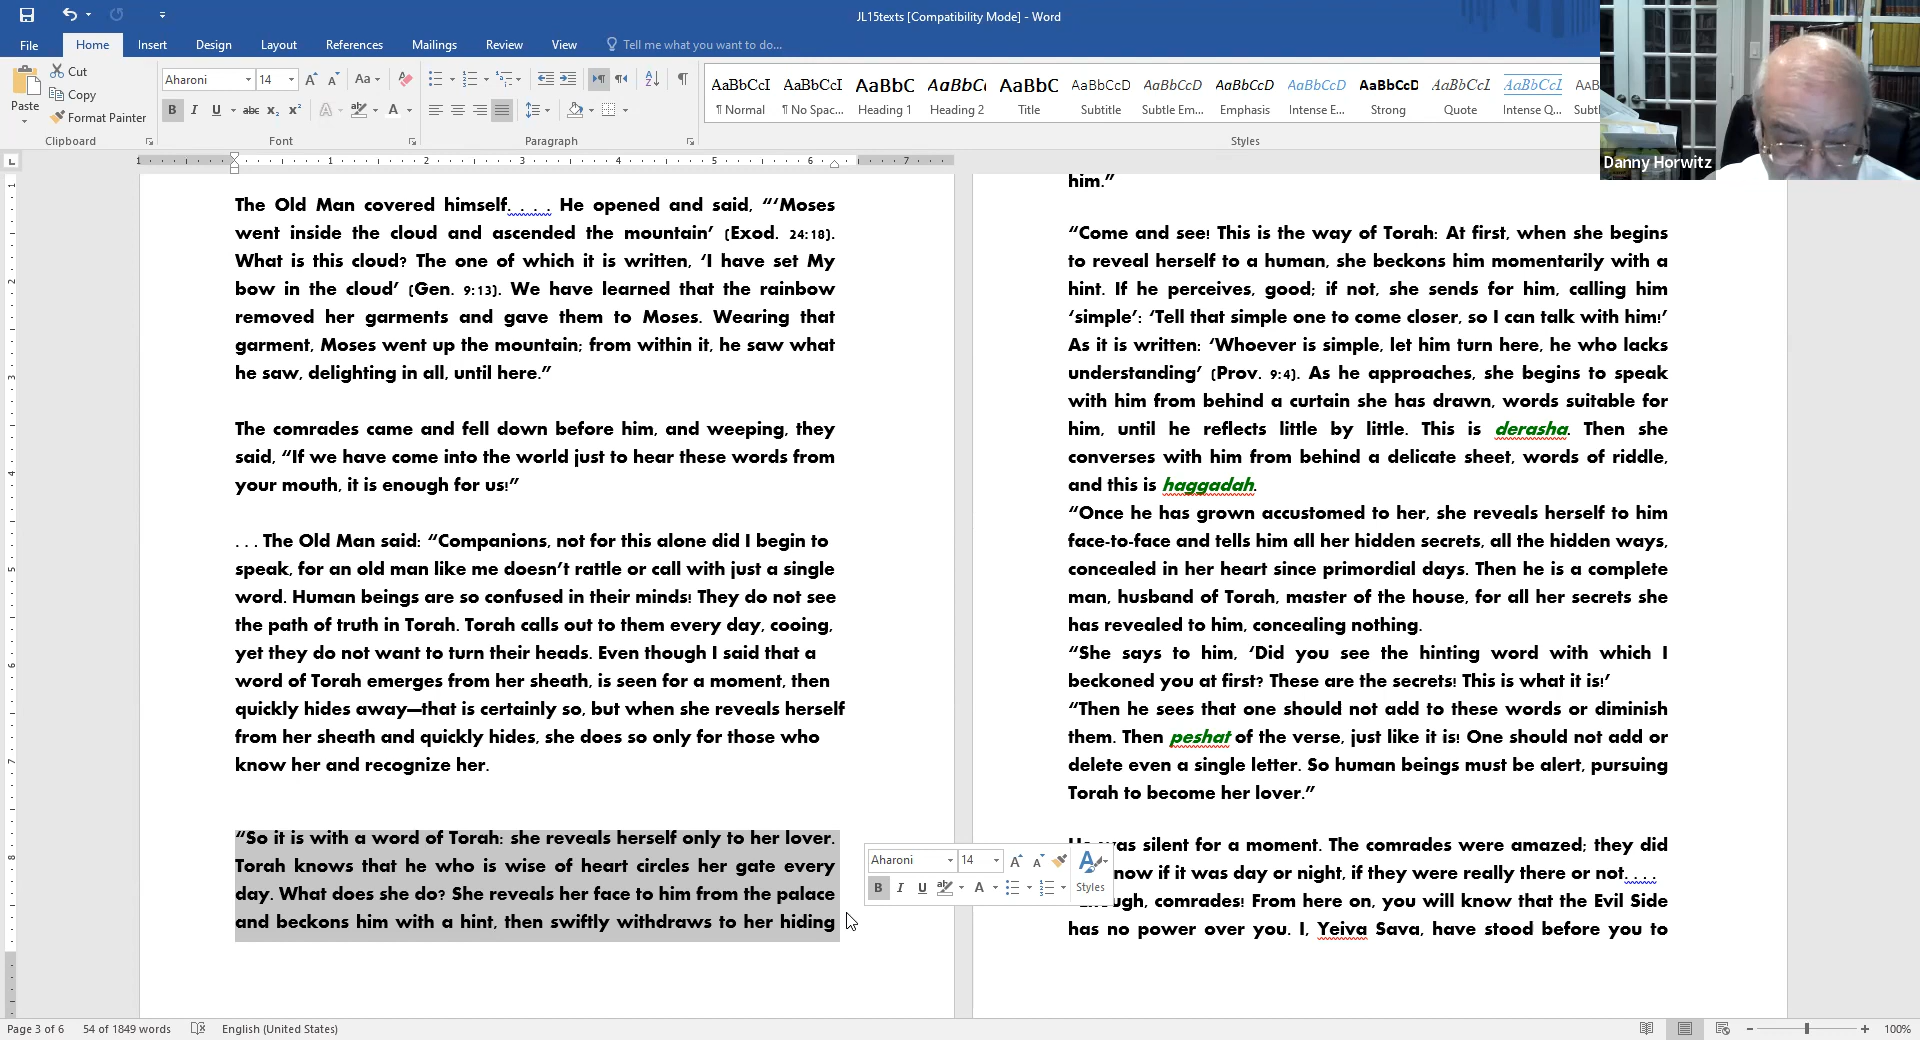 JL15texts [Compatibility Mode] - Word
File Home Insert Design Layout References Mailings Review View Tell me what you want to do...
Paste
Cut
Copy
Format Painter
Clipboard
Aharoni 14
Aa
B I U abc x₂ x² A ab A
Font
Paragraph
AaBbCcI AaBbCcI AaBbC AaBbC AaBbC AaBbCcD AaBbCcD AaBbCcD AaBbCcD AaBbCcD AaBbCcI AaBbCcI AAB
¶ Normal ¶ No Spac... Heading 1 Heading 2 Title Subtitle Subtle Em... Emphasis Intense E... Strong Quote Intense Q... Subt
Styles
Danny Horwitz
1 1 2 3 4 5 6 7
The Old Man covered himself. . . . He opened and said, “‘Moses
went inside the cloud and ascended the mountain’ (Exod. 24:18).
What is this cloud? The one of which it is written, ‘I have set My
bow in the cloud’ (Gen. 9:13). We have learned that the rainbow
removed her garments and gave them to Moses. Wearing that
garment, Moses went up the mountain; from within it, he saw what
he saw, delighting in all, until here.”
The comrades came and fell down before him, and weeping, they
said, “If we have come into the world just to hear these words from
your mouth, it is enough for us!”
. . . The Old Man said: “Companions, not for this alone did I begin to
speak, for an old man like me doesn’t rattle or call with just a single
word. Human beings are so confused in their minds! They do not see
the path of truth in Torah. Torah calls out to them every day, cooing,
yet they do not want to turn their heads. Even though I said that a
word of Torah emerges from her sheath, is seen for a moment, then
quickly hides away—that is certainly so, but when she reveals herself
from her sheath and quickly hides, she does so only for those who
know her and recognize her.
“So it is with a word of Torah: she reveals herself only to her lover.
Torah knows that he who is wise of heart circles her gate every
day. What does she do? She reveals her face to him from the palace
and beckons him with a hint, then swiftly withdraws to her hiding
him.”
“Come and see! This is the way of Torah: At first, when she begins
to reveal herself to a human, she beckons him momentarily with a
hint. If he perceives, good; if not, she sends for him, calling him
‘simple’: ‘Tell that simple one to come closer, so I can talk with him!’
As it is written: ‘Whoever is simple, let him turn here, he who lacks
understanding’ (Prov. 9:4). As he approaches, she begins to speak
with him from behind a curtain she has drawn, words suitable for
him, until he reflects little by little. This is derasha. Then she
converses with him from behind a delicate sheet, words of riddle,
and this is haggadah.
“Once he has grown accustomed to her, she reveals herself to him
face-to-face and tells him all her hidden secrets, all the hidden ways,
concealed in her heart since primordial days. Then he is a complete
man, husband of Torah, master of the house, for all her secrets she
has revealed to him, concealing nothing.
“She says to him, ‘Did you see the hinting word with which I
beckoned you at first? These are the secrets! This is what it is!’
“Then he sees that one should not add to these words or diminish
them. Then peshat of the verse, just like it is! One should not add or
delete even a single letter. So human beings must be alert, pursuing
Torah to become her lover.”
was silent for a moment. The comrades were amazed; they did
now if it was day or night, if they were really there or not. . . .
comrades! From here on, you will know that the Evil Side
has no power over you. I, Yeiva Sava, have stood before you to
Aharoni 14
B I U ab A Styles
Page 3 of 6 54 of 1849 words English (United States) 100%